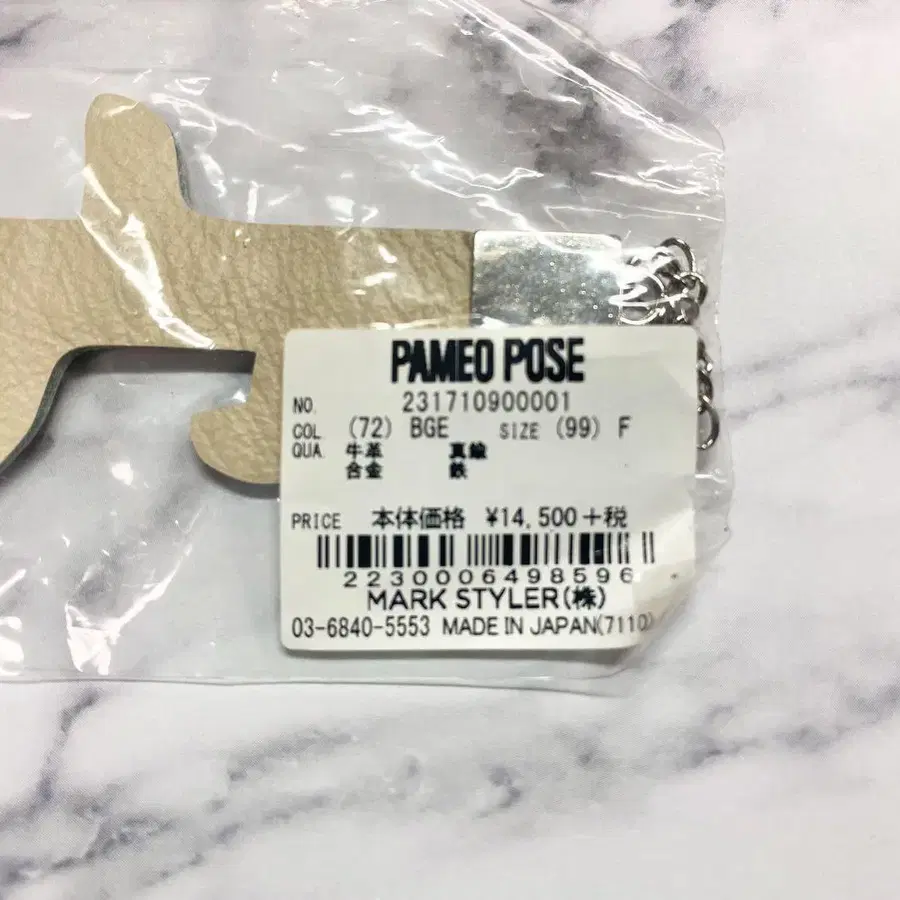 PAMEO POSE
NO. 231710900001
COL. (72) BGE SIZE (99) F
QUA. 牛革 真鍮
合金 鉄
PRICE 本体価格 ¥14,500+税
2230006498596
MARK STYLER(株)
03-6840-5553 MADE IN JAPAN(7110)